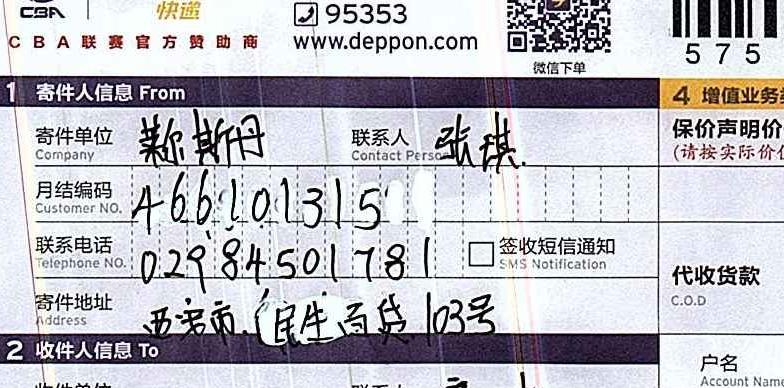 CBA 快递 95353
CBA联赛官方赞助商 www.deppon.com
微信下单 575
1 寄件人信息 From 4 增值业务
寄件单位 斯丹 联系人 张琪 保价声明价
Company Contact Person (请按实际价值
月结编码 466101315
Customer NO.
联系电话 029 84501781 签收短信通知 代收货款
Telephone NO. SMS Notification C.O.D
寄件地址 西安市(民生百货103号
Address
2 收件人信息 To 户名
Account Nam